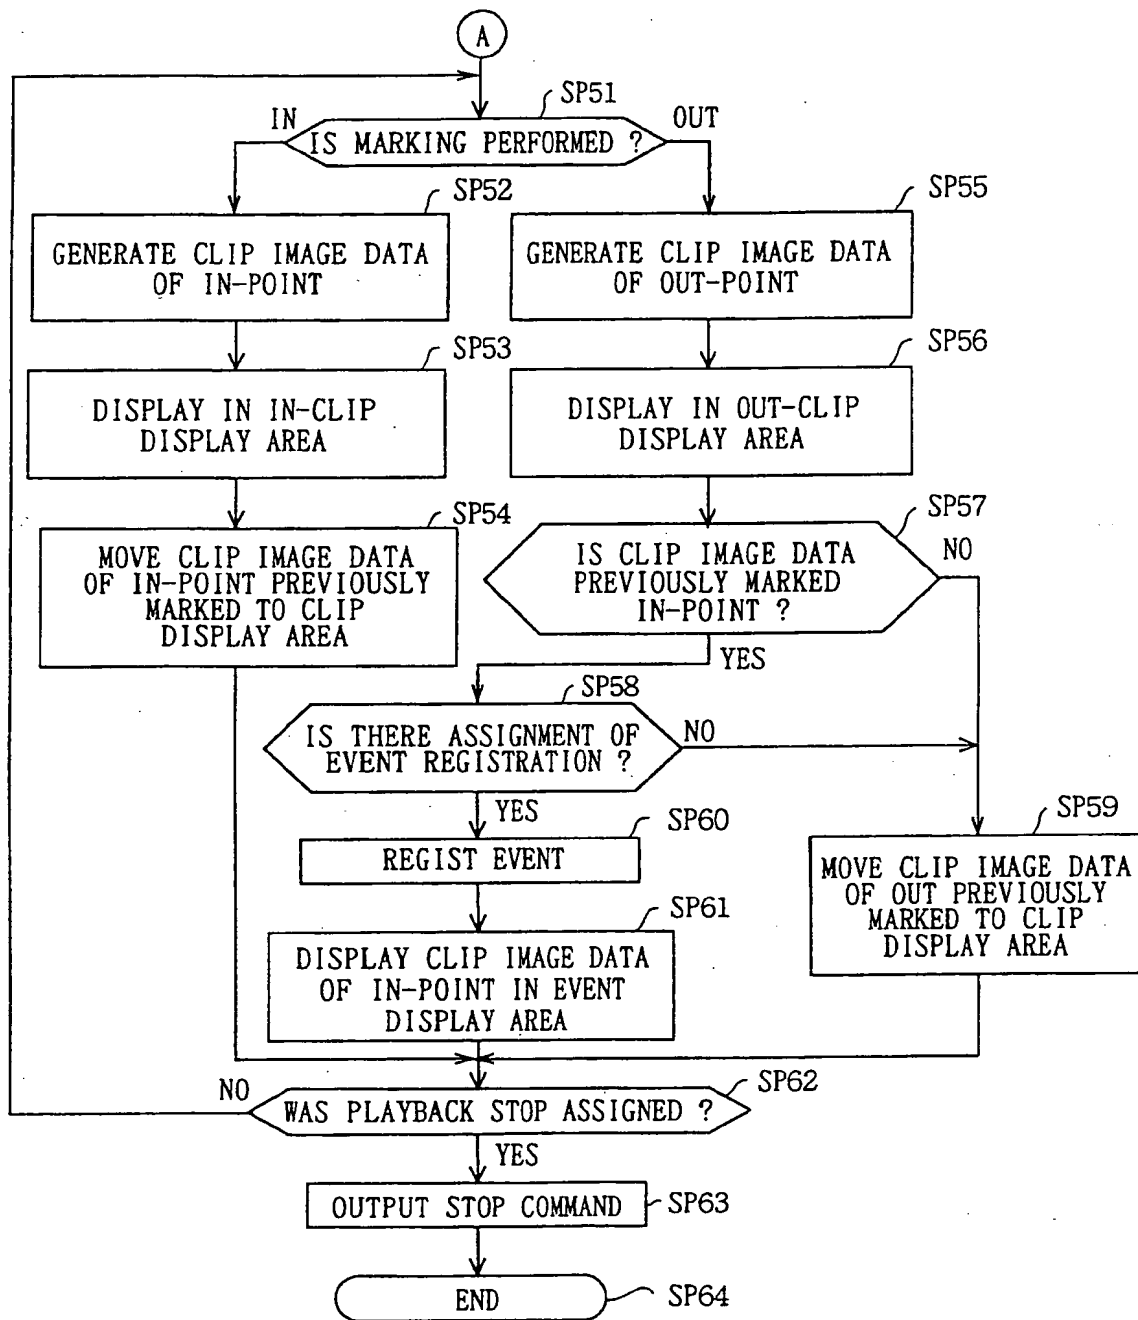 A
SP51
IN
IS MARKING PERFORMED ?
OUT
SP52
GENERATE CLIP IMAGE DATA
OF IN-POINT
SP55
GENERATE CLIP IMAGE DATA
OF OUT-POINT
SP53
DISPLAY IN IN-CLIP
DISPLAY AREA
SP56
DISPLAY IN OUT-CLIP
DISPLAY AREA
SP54
MOVE CLIP IMAGE DATA
OF IN-POINT PREVIOUSLY
MARKED TO CLIP
DISPLAY AREA
SP57
IS CLIP IMAGE DATA
PREVIOUSLY MARKED
IN-POINT ?
NO
YES
SP58
IS THERE ASSIGNMENT OF
EVENT REGISTRATION ?
NO
YES
SP60
REGIST EVENT
SP59
MOVE CLIP IMAGE DATA
OF OUT PREVIOUSLY
MARKED TO CLIP
DISPLAY AREA
SP61
DISPLAY CLIP IMAGE DATA
OF IN-POINT IN EVENT
DISPLAY AREA
NO
SP62
WAS PLAYBACK STOP ASSIGNED ?
YES
OUTPUT STOP COMMAND
SP63
END
SP64